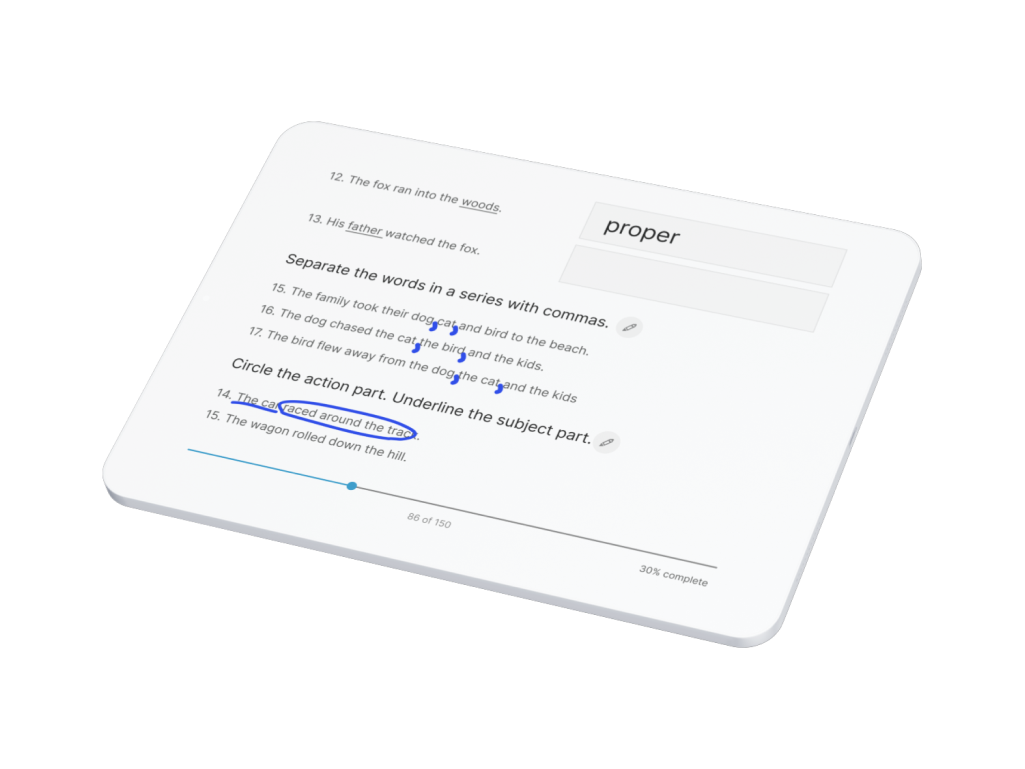 12. The fox ran into the woods.
proper
13. His father watched the fox.
Separate the words in a series with commas.
15. The family took their dog, cat, and bird to the beach.
16. The dog chased the cat, the bird, and the kids.
17. The bird flew away from the dog, the cat, and the kids
Circle the action part. Underline the subject part.
14. The car raced around the track.
15. The wagon rolled down the hill.
86 of 150
30% complete